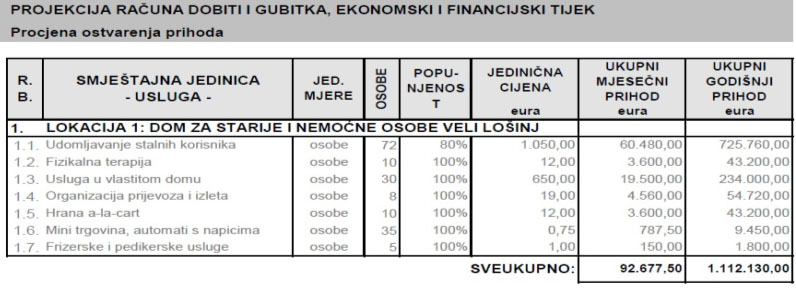 PROJEKCIJA RAČUNA DOBITI I GUBITKA, EKONOMSKI I FINANCIJSKI TIJEK
Procjena ostvarenja prihoda
R. B. SMJEŠTAJNA JEDINICA - USLUGA - JED. MJERE OSOBE POPU-NJENOS T JEDINIČNA CIJENA eura UKUPNI MJESEČNI PRIHOD eura UKUPNI GODIŠNJI PRIHOD eura
1. LOKACIJA 1: DOM ZA STARIJE I NEMOĆNE OSOBE VELI LOŠINJ
1.1. Udomljavanje stalnih korisnika osobe 72 80% 1.050,00 60.480,00 725.760,00
1.2. Fizikalna terapija osobe 10 100% 12,00 3.600,00 43.200,00
1.3. Usluga u vlastitom domu osobe 30 100% 650,00 19.500,00 234.000,00
1.4. Organizacija prijevoza i izleta osobe 8 100% 19,00 4.560,00 54.720,00
1.5. Hrana a-la-cart osobe 10 100% 12,00 3.600,00 43.200,00
1.6. Mini trgovina, automati s napicima osobe 35 100% 0,75 787,50 9.450,00
1.7. Frizerske i pedikerske usluge osobe 5 100% 1,00 150,00 1.800,00
SVEUKUPNO: 92.677,50 1.112.130,00